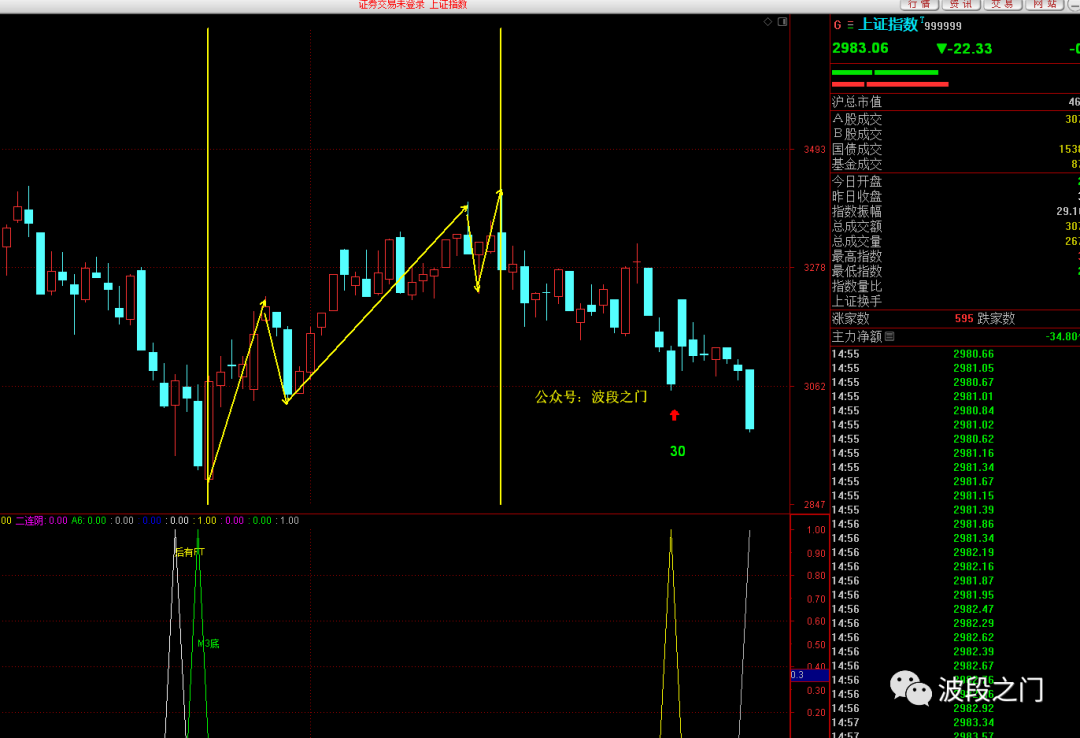 证券交易未登录 上证指数
行情 资讯 交易 网站
G 上证指数 999999
2983.06 ▼-22.33 -0
沪总市值 46
A股成交 307
B股成交
国债成交 1538
基金成交 87
今日开盘
昨日收盘
指数振幅 29.10
总成交额 307
总成交量 267
最高指数
最低指数
指数量比
上证换手
涨家数 595 跌家数
主力净额 -34.80
3493
3278
3062
2847
公众号：波段之门
30
00 二连阴: 0.00 A6: 0.00 : 0.00 0.00 : 0.00 : 1.00 : 0.00 : 0.00 : 1.00
后有FT
M3底
1.00
0.90
0.80
0.70
0.60
0.50
0.40
0.3
0.30
0.20
14:55 2980.66
14:55 2981.05
14:55 2980.67
14:55 2981.01
14:55 2980.84
14:55 2981.02
14:55 2980.62
14:55 2981.16
14:55 2981.34
14:55 2981.67
14:55 2981.15
14:55 2981.39
14:56 2981.86
14:56 2981.34
14:56 2982.19
14:56 2982.16
14:56 2981.87
14:56 2981.95
14:56 2982.47
14:56 2982.29
14:56 2982.62
14:56 2982.39
14:56 2982.67
14:56
14:56
14:56 2982.92
14:57 2983.34
14:57 2983.57
波段之门